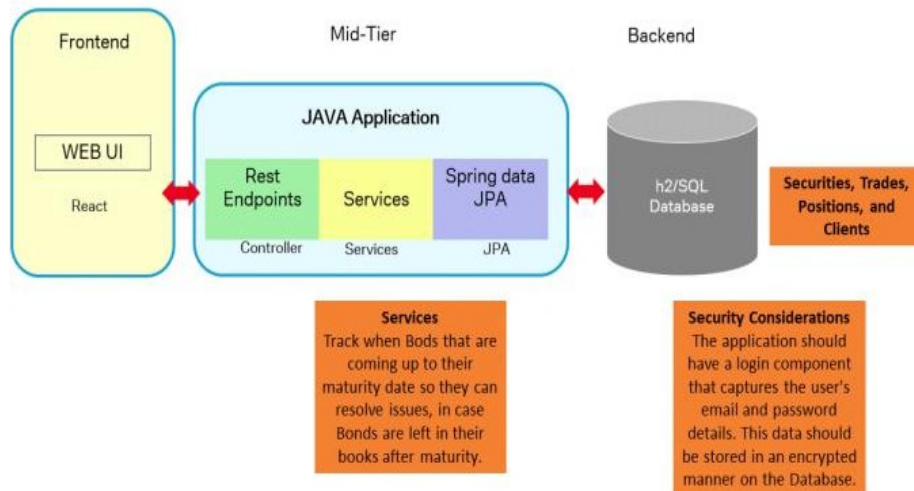 Frontend
Mid-Tier
Backend
JAVA Application
WEB UI
React
Rest
Endpoints
Services
Spring data
JPA
Controller
Services
JPA
h2/SQL
Database
Securities, Trades,
Positions, and
Clients
Services
Track when Bods that are
coming up to their
maturity date so they can
resolve issues, in case
Bonds are left in their
books after maturity.
Security Considerations
The application should
have a login component
that captures the user's
email and password
details. This data should
be stored in an encrypted
manner on the Database.